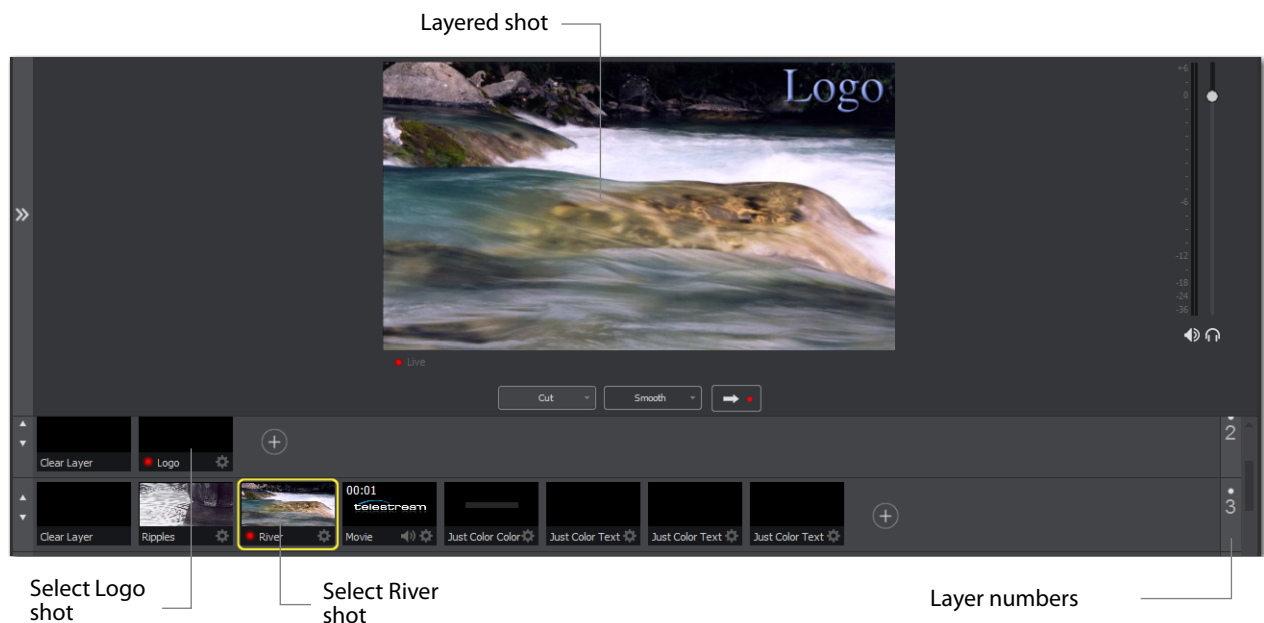 Layered shot
Logo
+6
0
-6
-12
-18
-24
-36
Live
Cut
Smooth
2
Clear Layer
Logo
3
00:01
telestream
Clear Layer
Ripples
River
Movie
Just Color Color
Just Color Text
Just Color Text
Just Color Text
Select Logo
shot
Select River
shot
Layer numbers